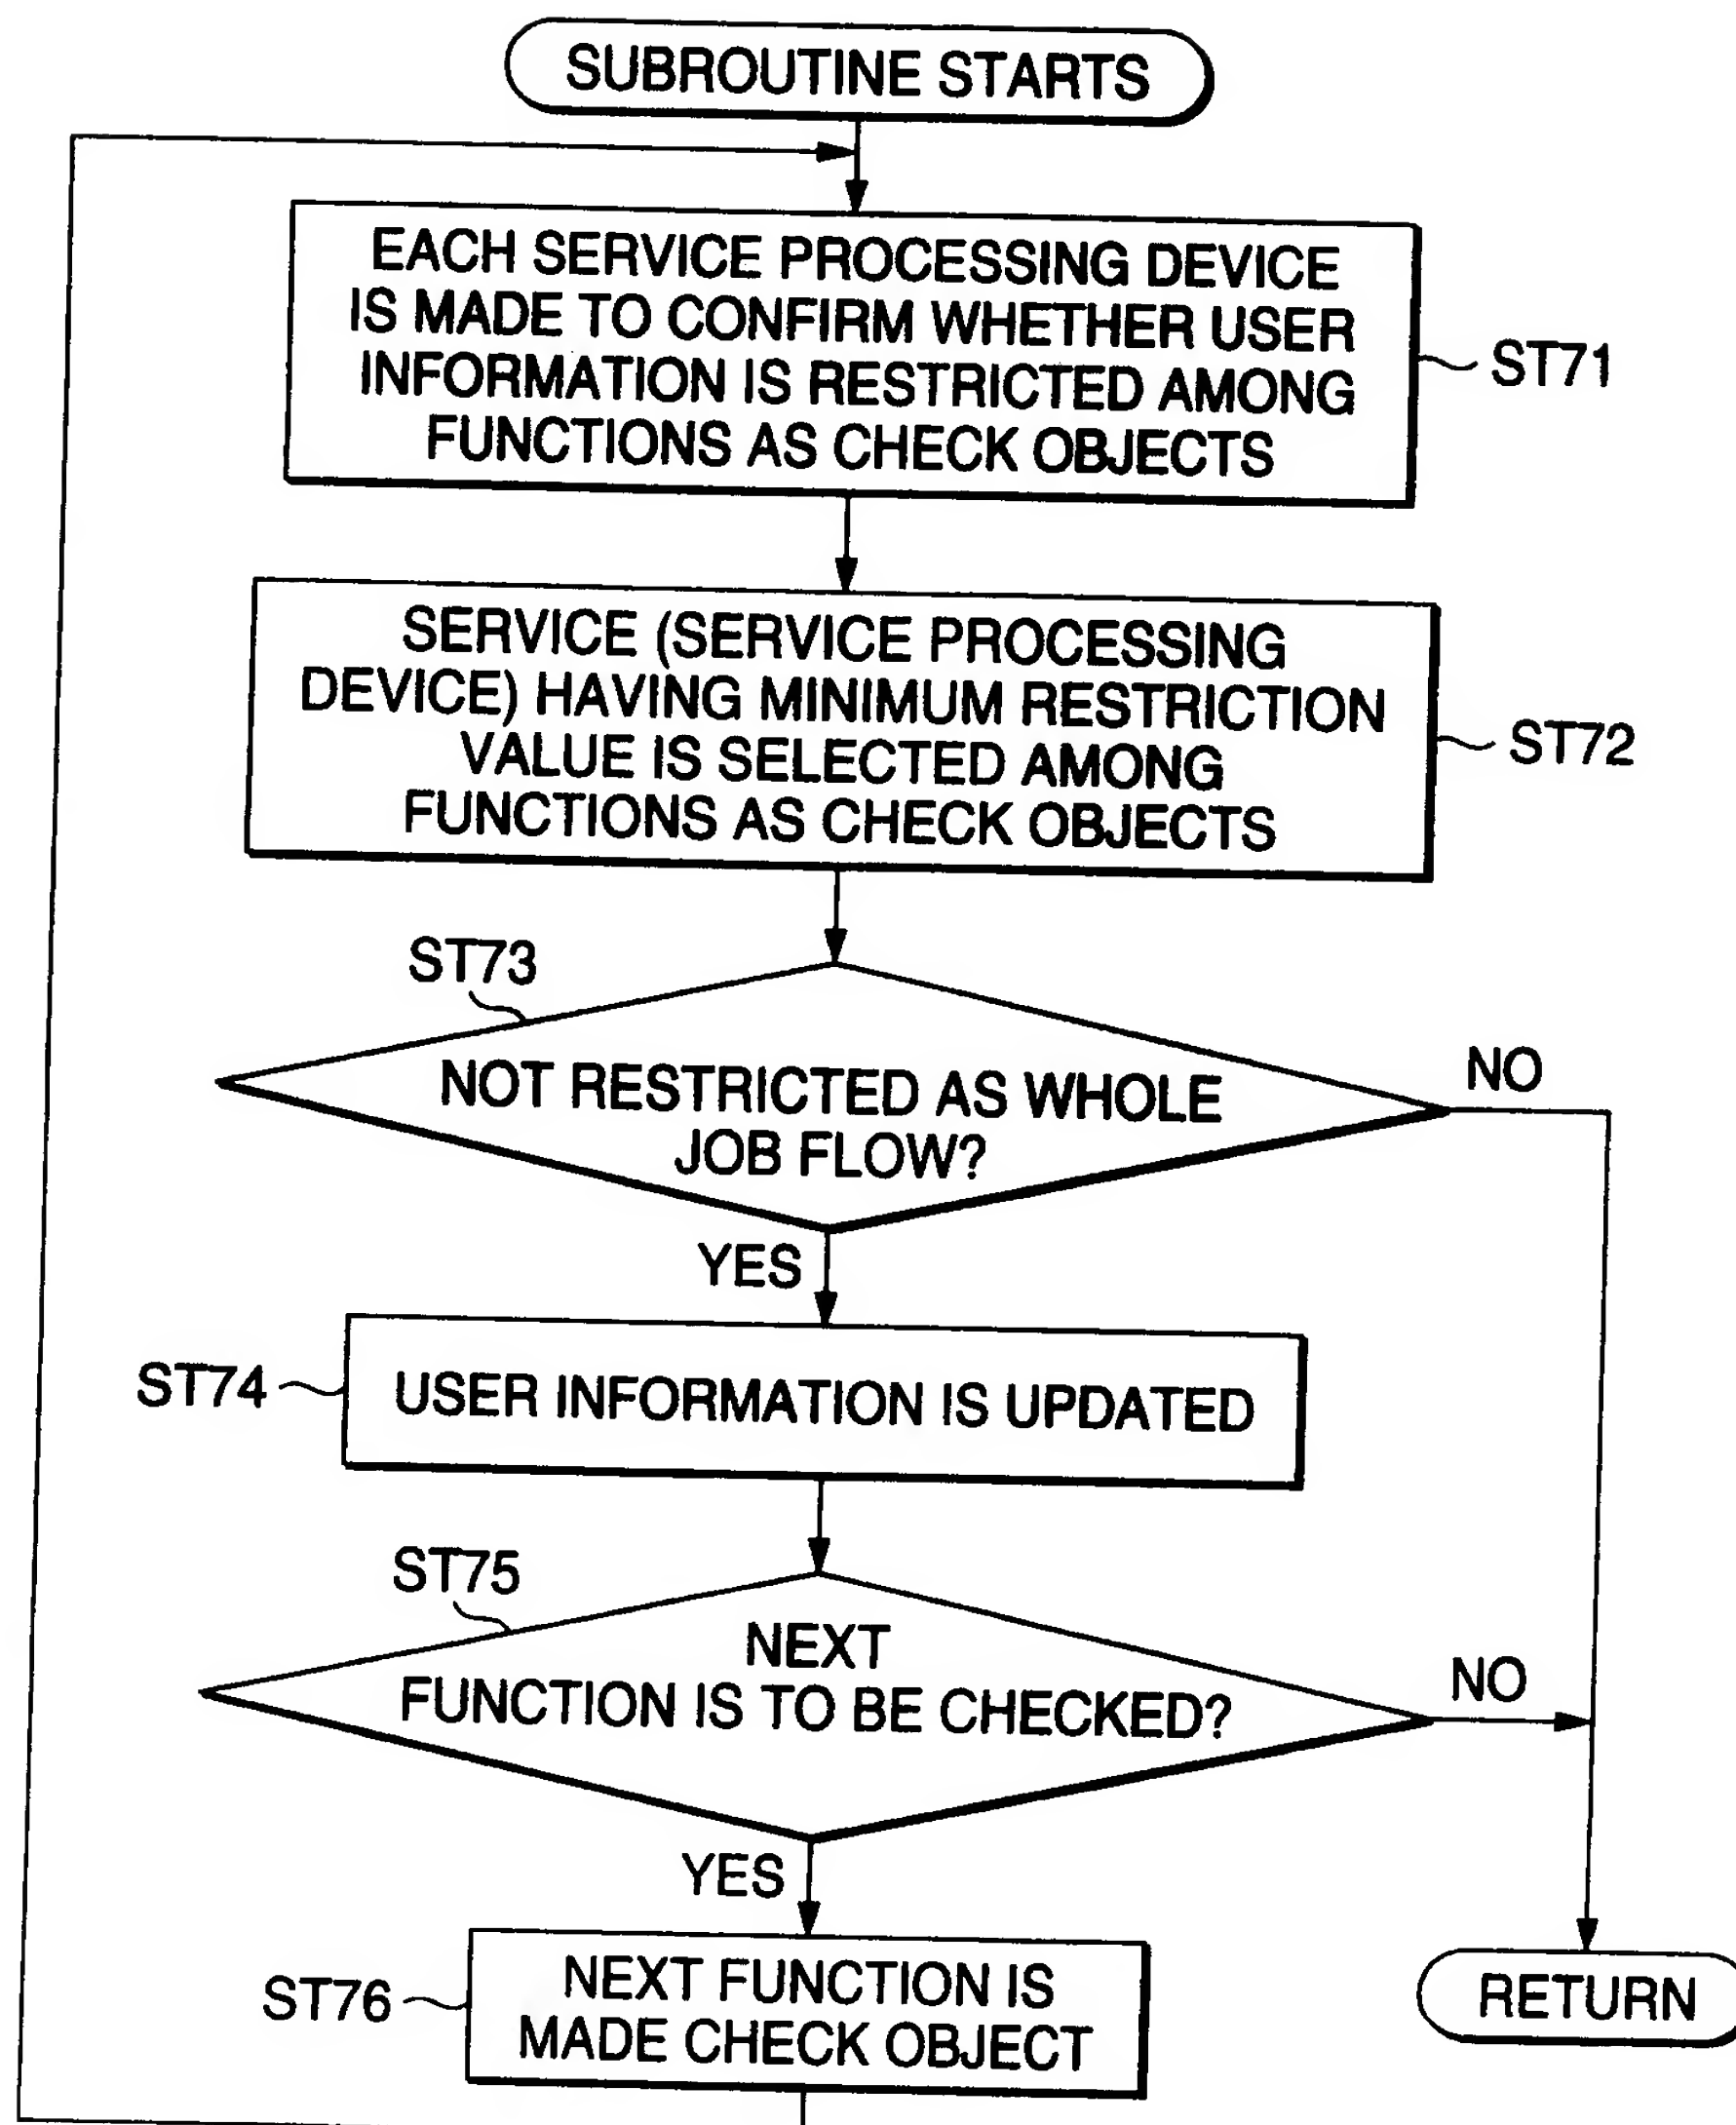 SUBROUTINE STARTS
EACH SERVICE PROCESSING DEVICE
IS MADE TO CONFIRM WHETHER USER
INFORMATION IS RESTRICTED AMONG
FUNCTIONS AS CHECK OBJECTS
ST71
SERVICE (SERVICE PROCESSING
DEVICE) HAVING MINIMUM RESTRICTION
VALUE IS SELECTED AMONG
FUNCTIONS AS CHECK OBJECTS
ST72
ST73
NOT RESTRICTED AS WHOLE
JOB FLOW?
NO
YES
ST74
USER INFORMATION IS UPDATED
ST75
NEXT
FUNCTION IS TO BE CHECKED?
NO
YES
ST76
NEXT FUNCTION IS
MADE CHECK OBJECT
RETURN